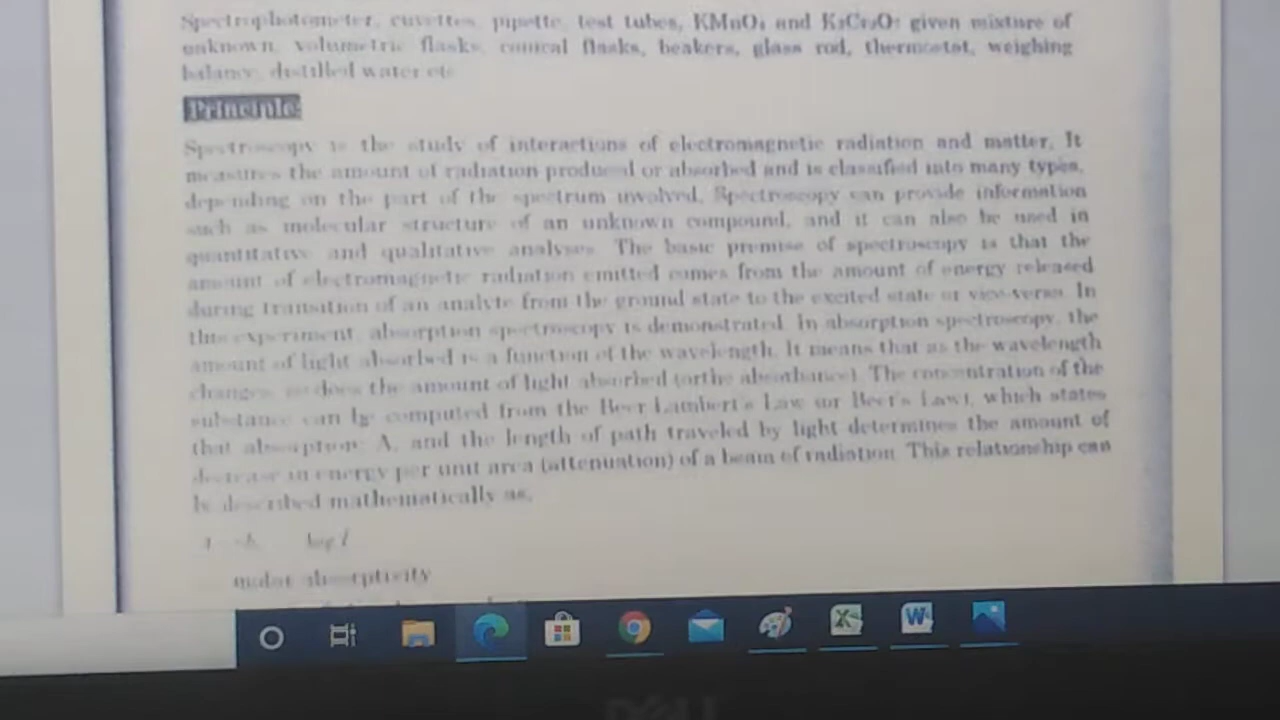 Spectrophotometer, cuvettes, pipette, test tubes, KMnO₄ and K₂Cr₂O₇ given mixture of
unknown, volumetric flasks, conical flasks, beakers, glass rod, thermostat, weighing
balance, distilled water etc
Principle:
Spectroscopy is the study of interactions of electromagnetic radiation and matter. It
measures the amount of radiation produced or absorbed and is classified into many types,
depending on the part of the spectrum involved. Spectroscopy can provide information
such as molecular structure of an unknown compound, and it can also be used in
quantitative and qualitative analyses. The basic premise of spectroscopy is that the
amount of electromagnetic radiation emitted comes from the amount of energy released
during transition of an analyte from the ground state to the excited state or vice-versa. In
this experiment, absorption spectroscopy is demonstrated. In absorption spectroscopy, the
amount of light absorbed is a function of the wavelength. It means that as the wavelength
changes, so does the amount of light absorbed (orthe absorbance). The concentration of the
substance can be computed from the Beer Lambert's Law (or Beer's Law), which states
that absorption, A, and the length of path traveled by light determines the amount of
decrease in energy per unit area (attenuation) of a beam of radiation. This relationship can
be described mathematically as,
log
molar absorptivity
DELL